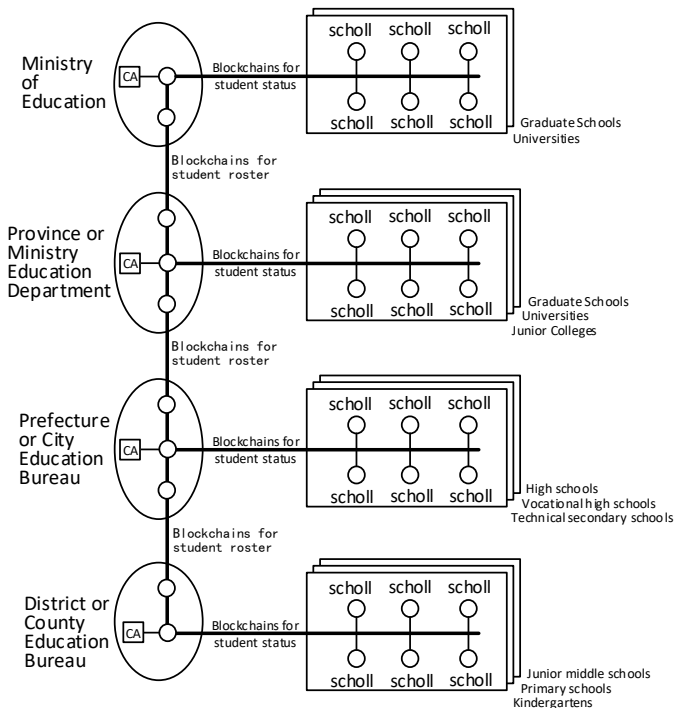 scholl scholl scholl
Ministry
of
Education
CA
Blockchains for
student status
scholl scholl scholl
Graduate Schools
Universities
Blockchains for
student roster
scholl scholl scholl
Province or
Ministry
Education
Department
CA
Blockchains for
student status
scholl scholl scholl
Graduate Schools
Universities
Junior Colleges
Blockchains for
student roster
scholl scholl scholl
Prefecture
or City
Education
Bureau
CA
Blockchains for
student status
scholl scholl scholl
High schools
Vocational high schools
Technical secondary schools
Blockchains for
student roster
scholl scholl scholl
District or
County
Education
Bureau
CA
Blockchains for
student status
scholl scholl scholl
Junior middle schools
Primary schools
Kindergartens